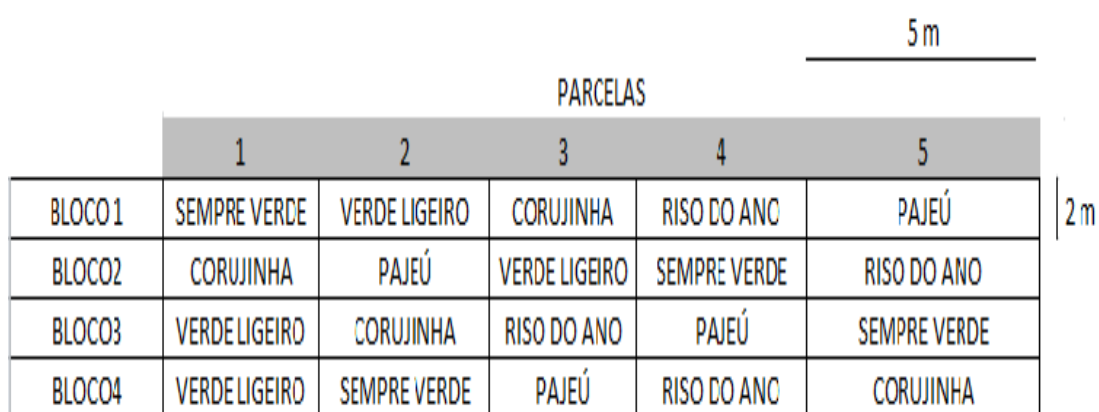 5 m
PARCELAS
1 2 3 4 5
BLOCO 1 SEMPRE VERDE VERDE LIGEIRO CORUJINHA RISO DO ANO PAJEÚ 2 m
BLOCO2 CORUJINHA PAJEÚ VERDE LIGEIRO SEMPRE VERDE RISO DO ANO
BLOCO3 VERDE LIGEIRO CORUJINHA RISO DO ANO PAJEÚ SEMPRE VERDE
BLOCO4 VERDE LIGEIRO SEMPRE VERDE PAJEÚ RISO DO ANO CORUJINHA